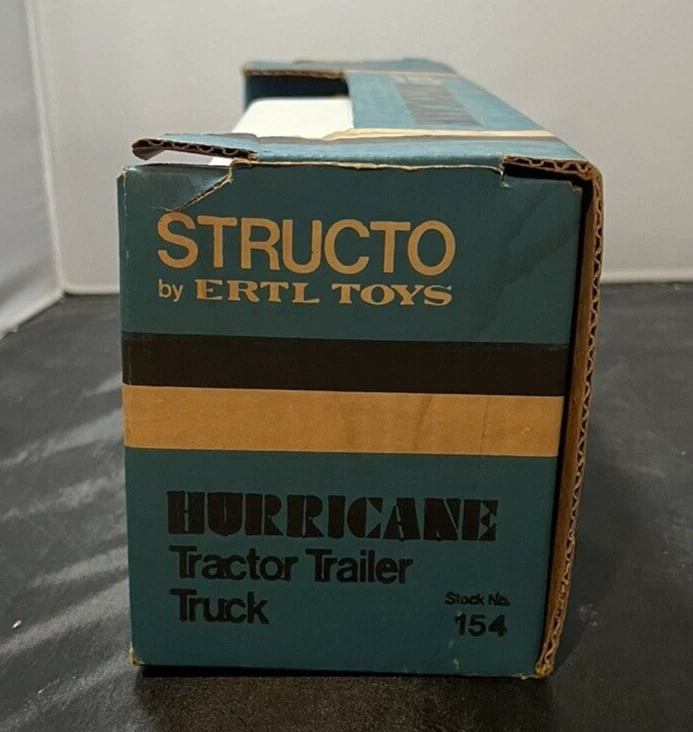 STRUCTO
by ERTL TOYS
HURRICANE
Tractor Trailer
Truck
Stock No.
154